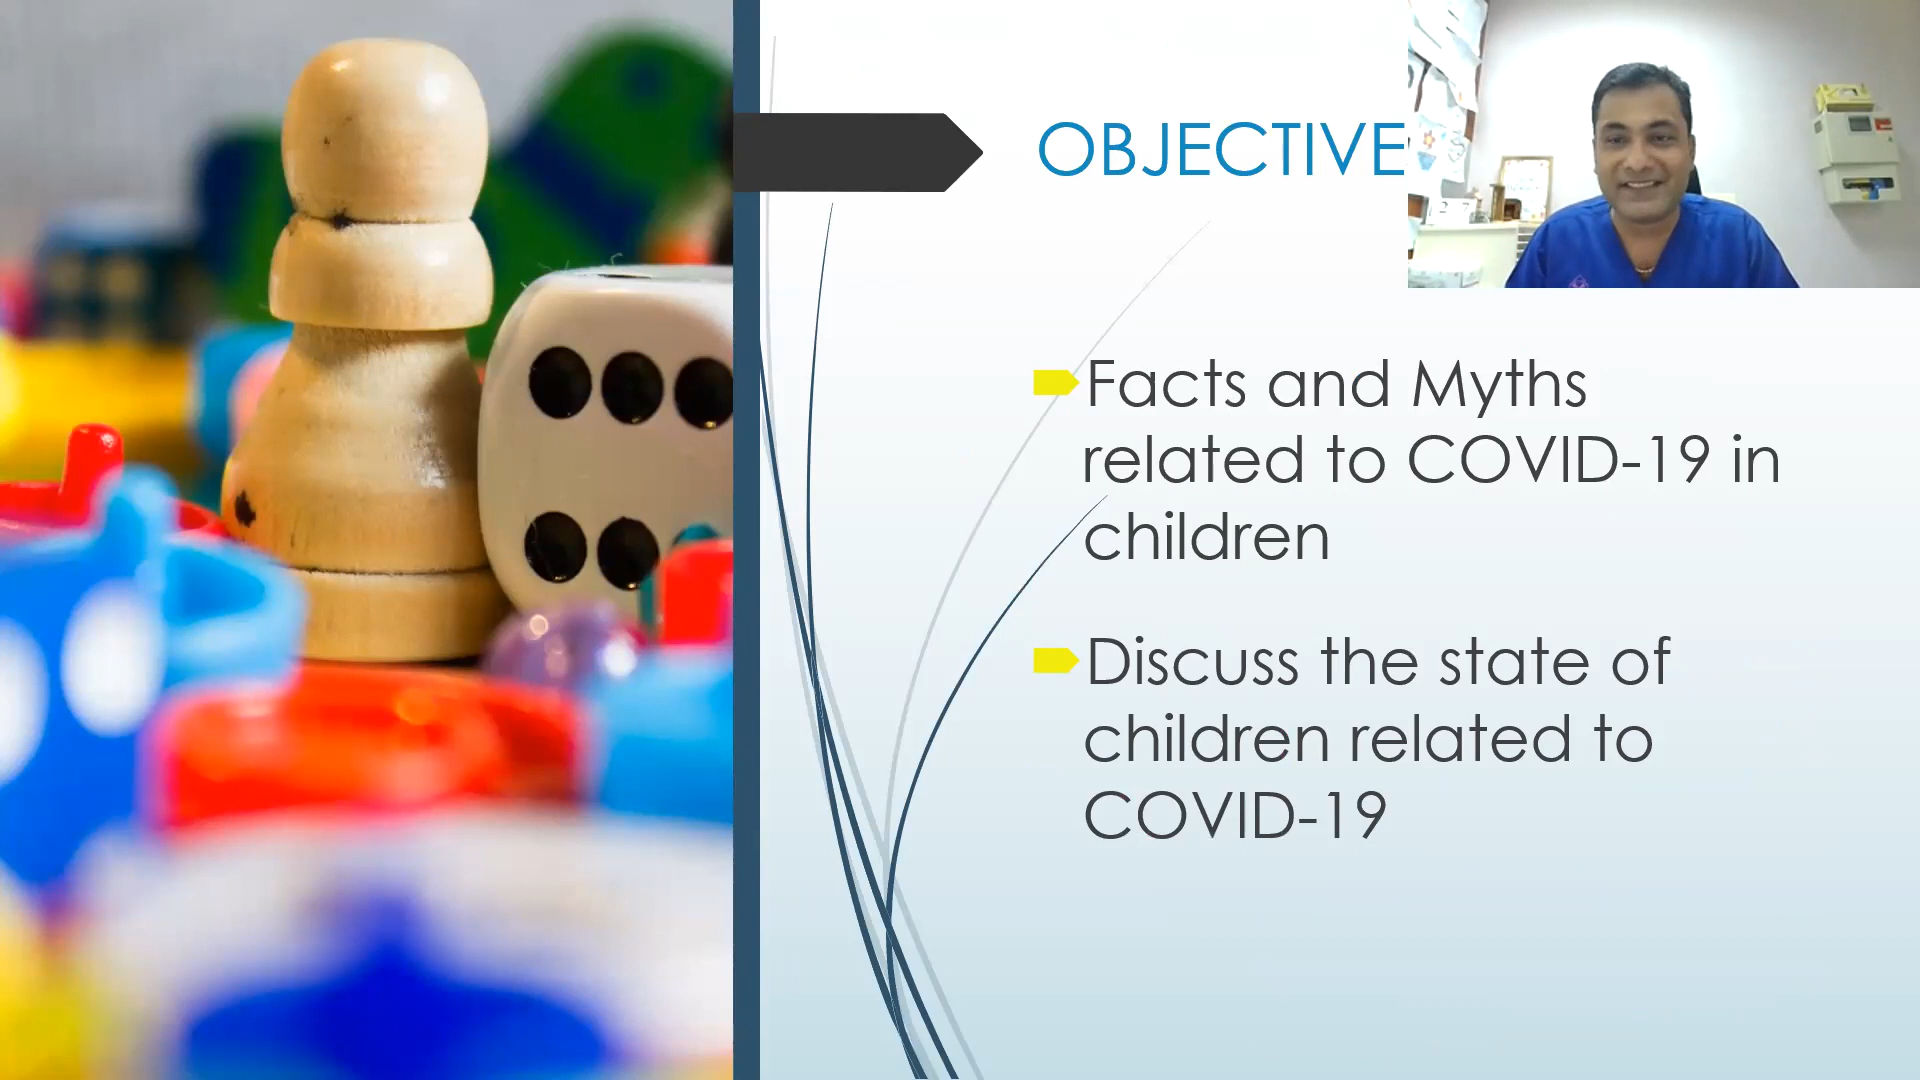 OBJECTIVE
Facts and Myths
related to COVID-19 in
children
Discuss the state of
children related to
COVID-19